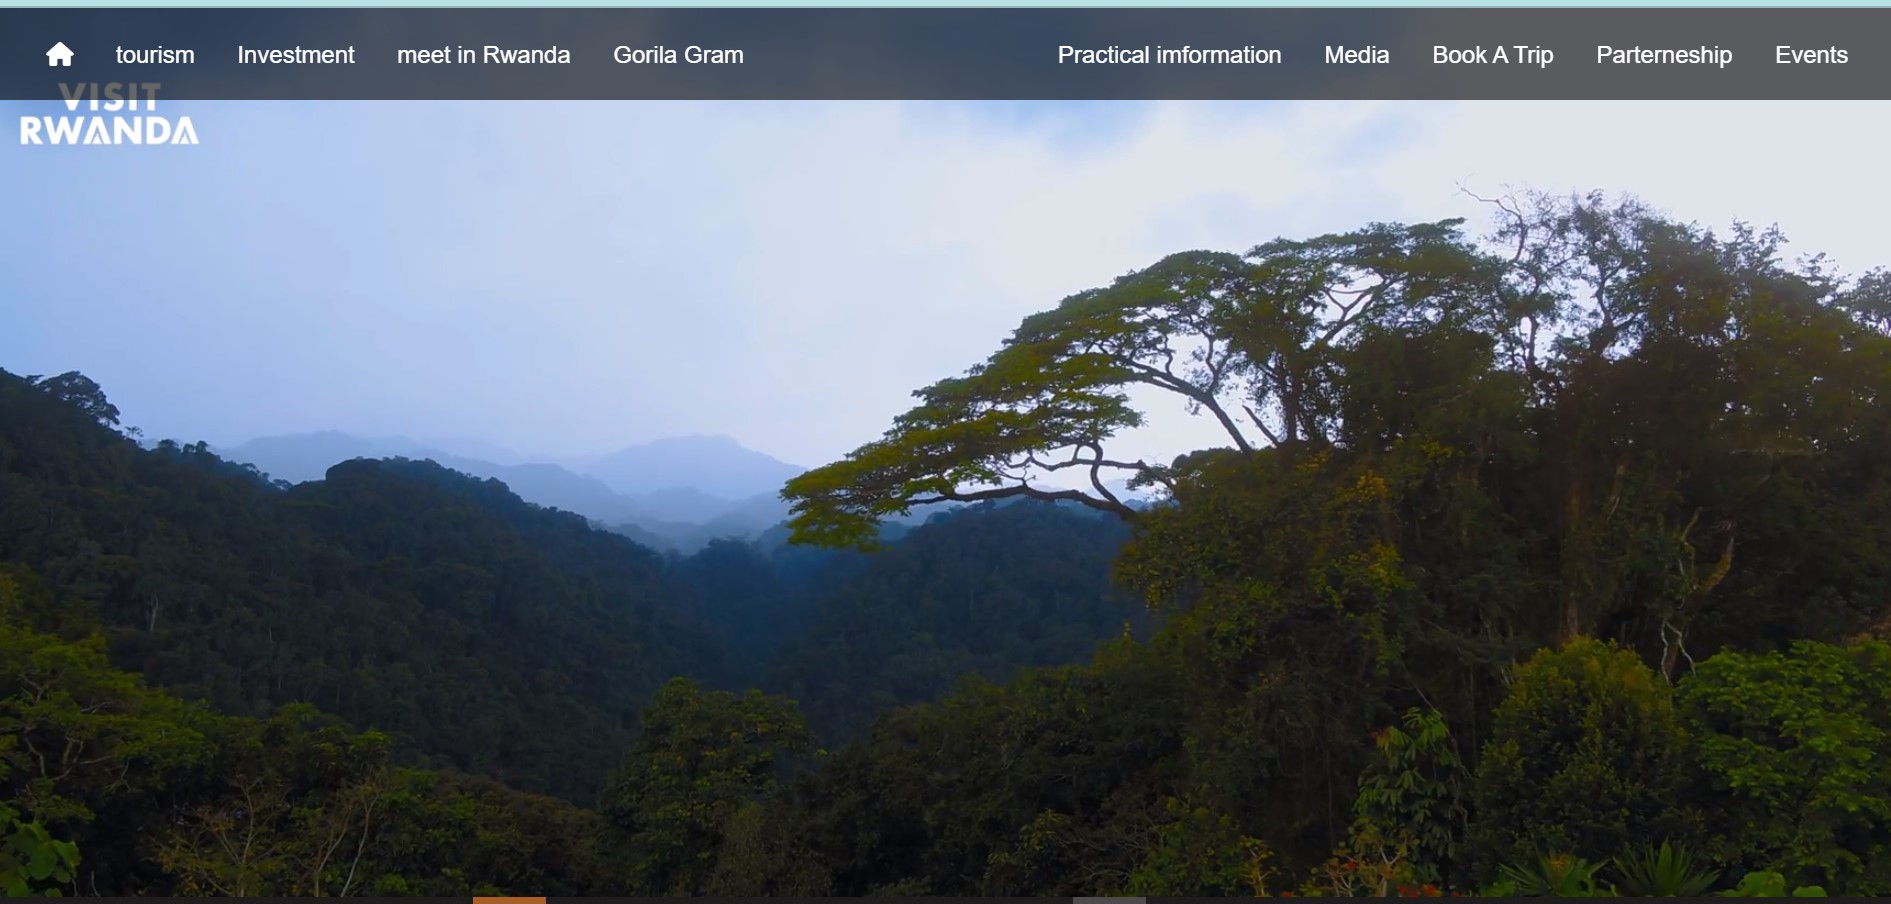 tourism Investment meet in Rwanda Gorila Gram Practical imformation Media Book A Trip Parterneship Events
VISIT
RWANDA